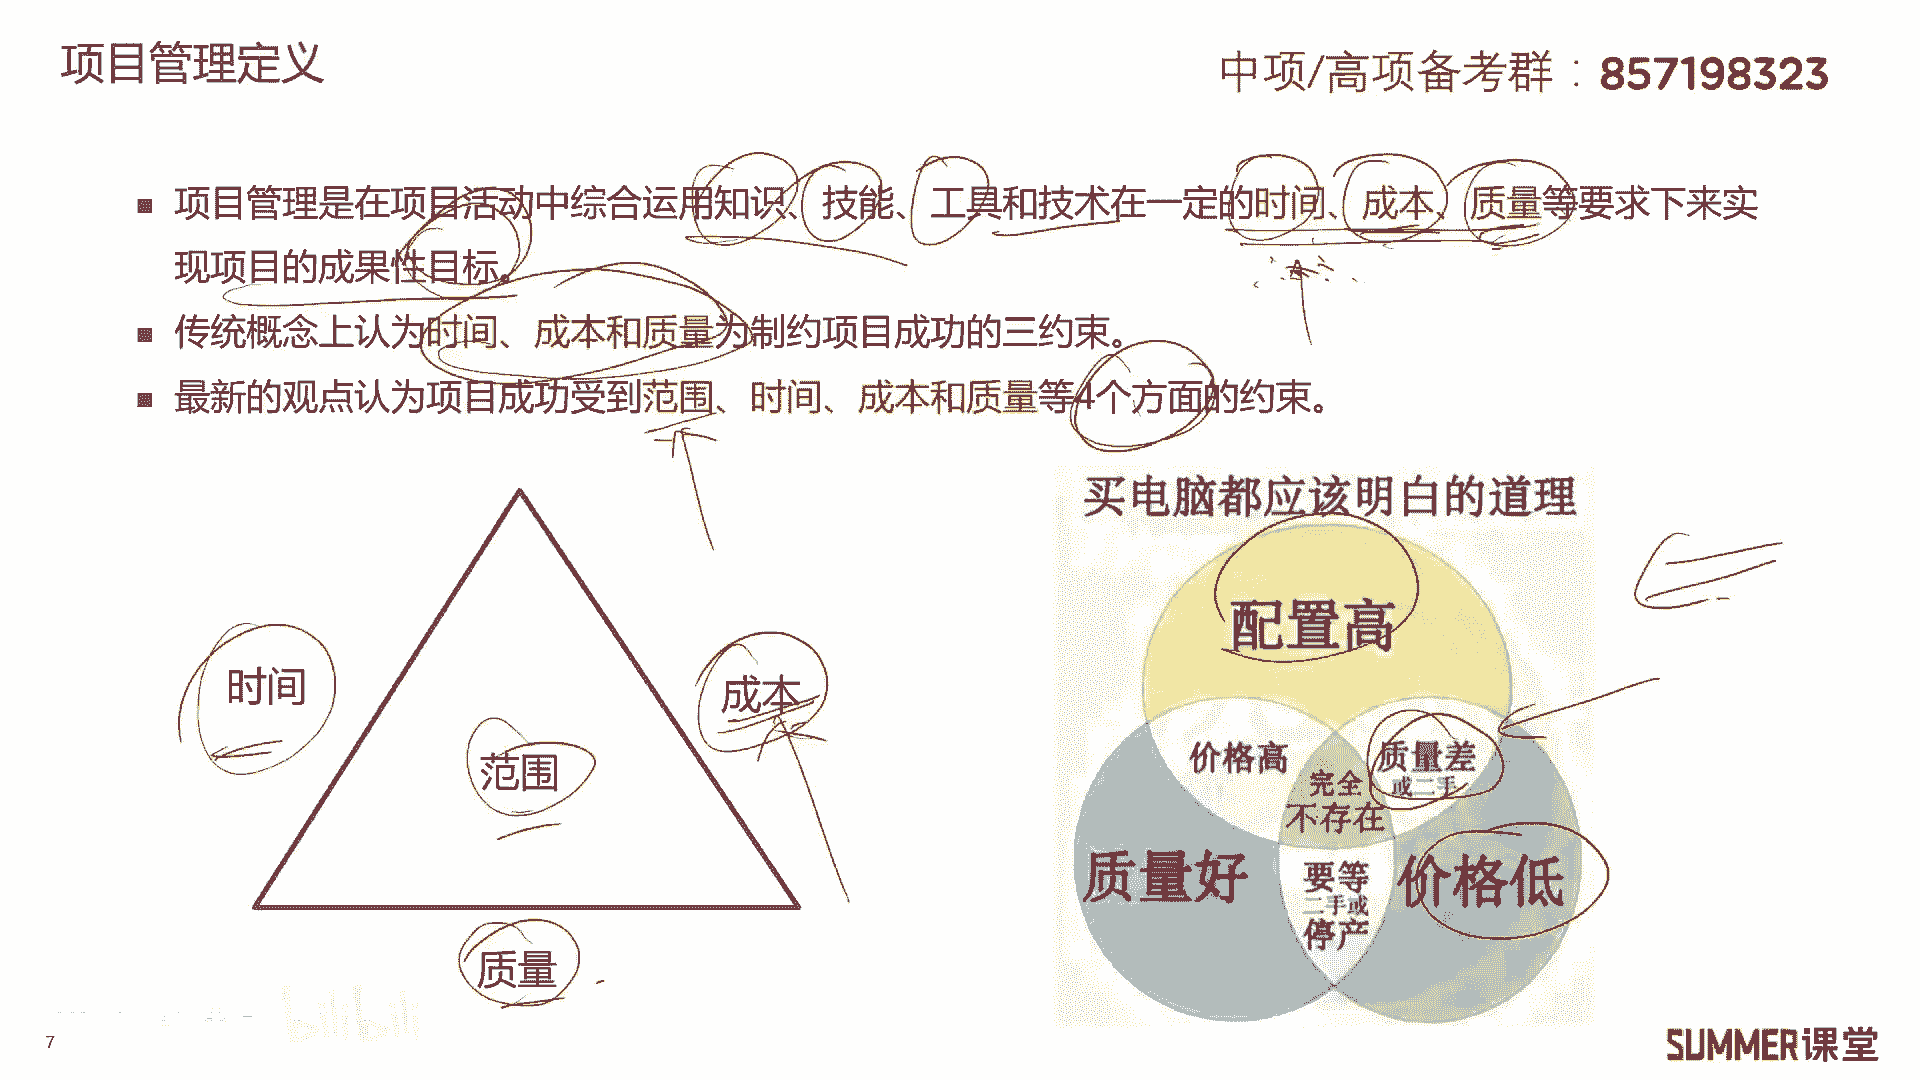 项目管理定义
中项/高项备考群：857198323
■ 项目管理是在项目活动中综合运用知识、技能、工具和技术在一定的时间、成本、质量等要求下来实
现项目的成果性目标。
■ 传统概念上认为时间、成本和质量为制约项目成功的三约束。
■ 最新的观点认为项目成功受到范围、时间、成本和质量等4个方面的约束。
时间
成本
范围
质量
买电脑都应该明白的道理
配置高
价格高
质量差
或二手
完全
不存在
质量好
价格低
要等
二手或
停产
bilibili
7
SUMMER课堂